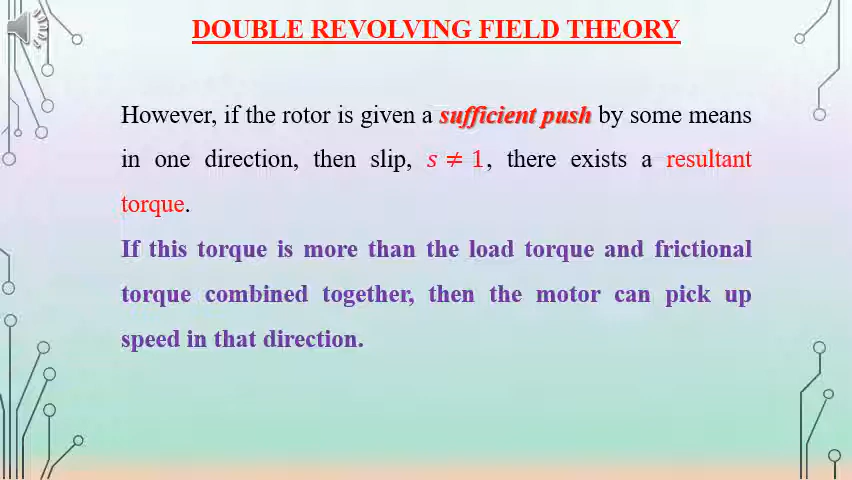 DOUBLE REVOLVING FIELD THEORY
However, if the rotor is given a sufficient push by some means
in one direction, then slip, s ≠ 1, there exists a resultant
torque.
If this torque is more than the load torque and frictional
torque combined together, then the motor can pick up
speed in that direction.